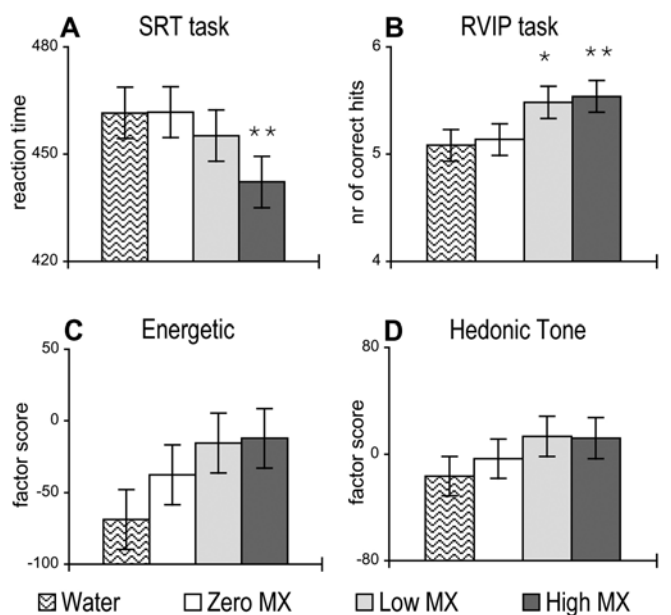 A SRT task
480
450
420
reaction time
* *
B RVIP task
6
5
4
nr of correct hits
*
* *
C Energetic
50
0
-50
-100
factor score
D Hedonic Tone
80
0
-80
factor score
Water Zero MX Low MX High MX